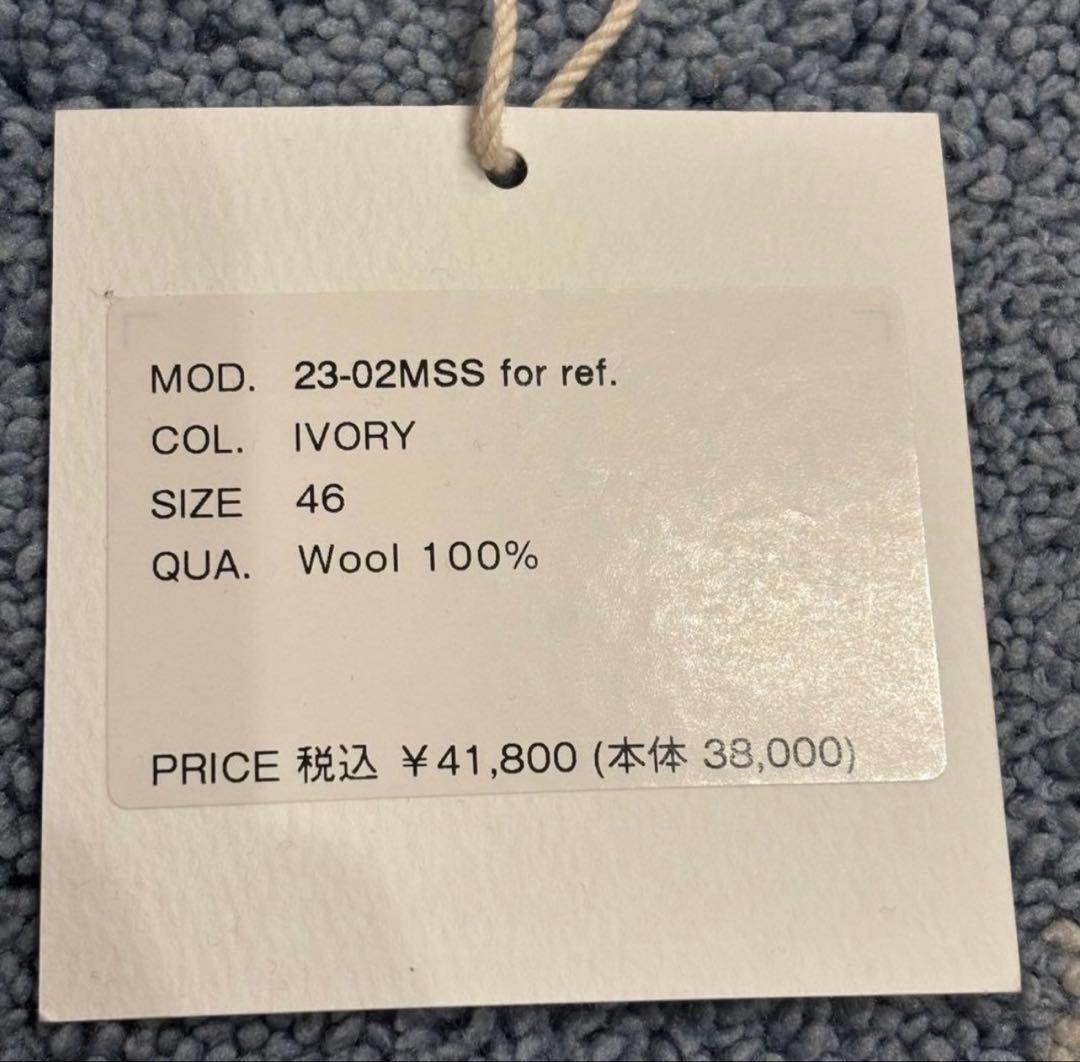 MOD. 23-02MSS for ref.
COL. IVORY
SIZE 46
QUA. Wool 100%
PRICE 税込 ¥41,800 (本体 38,000)